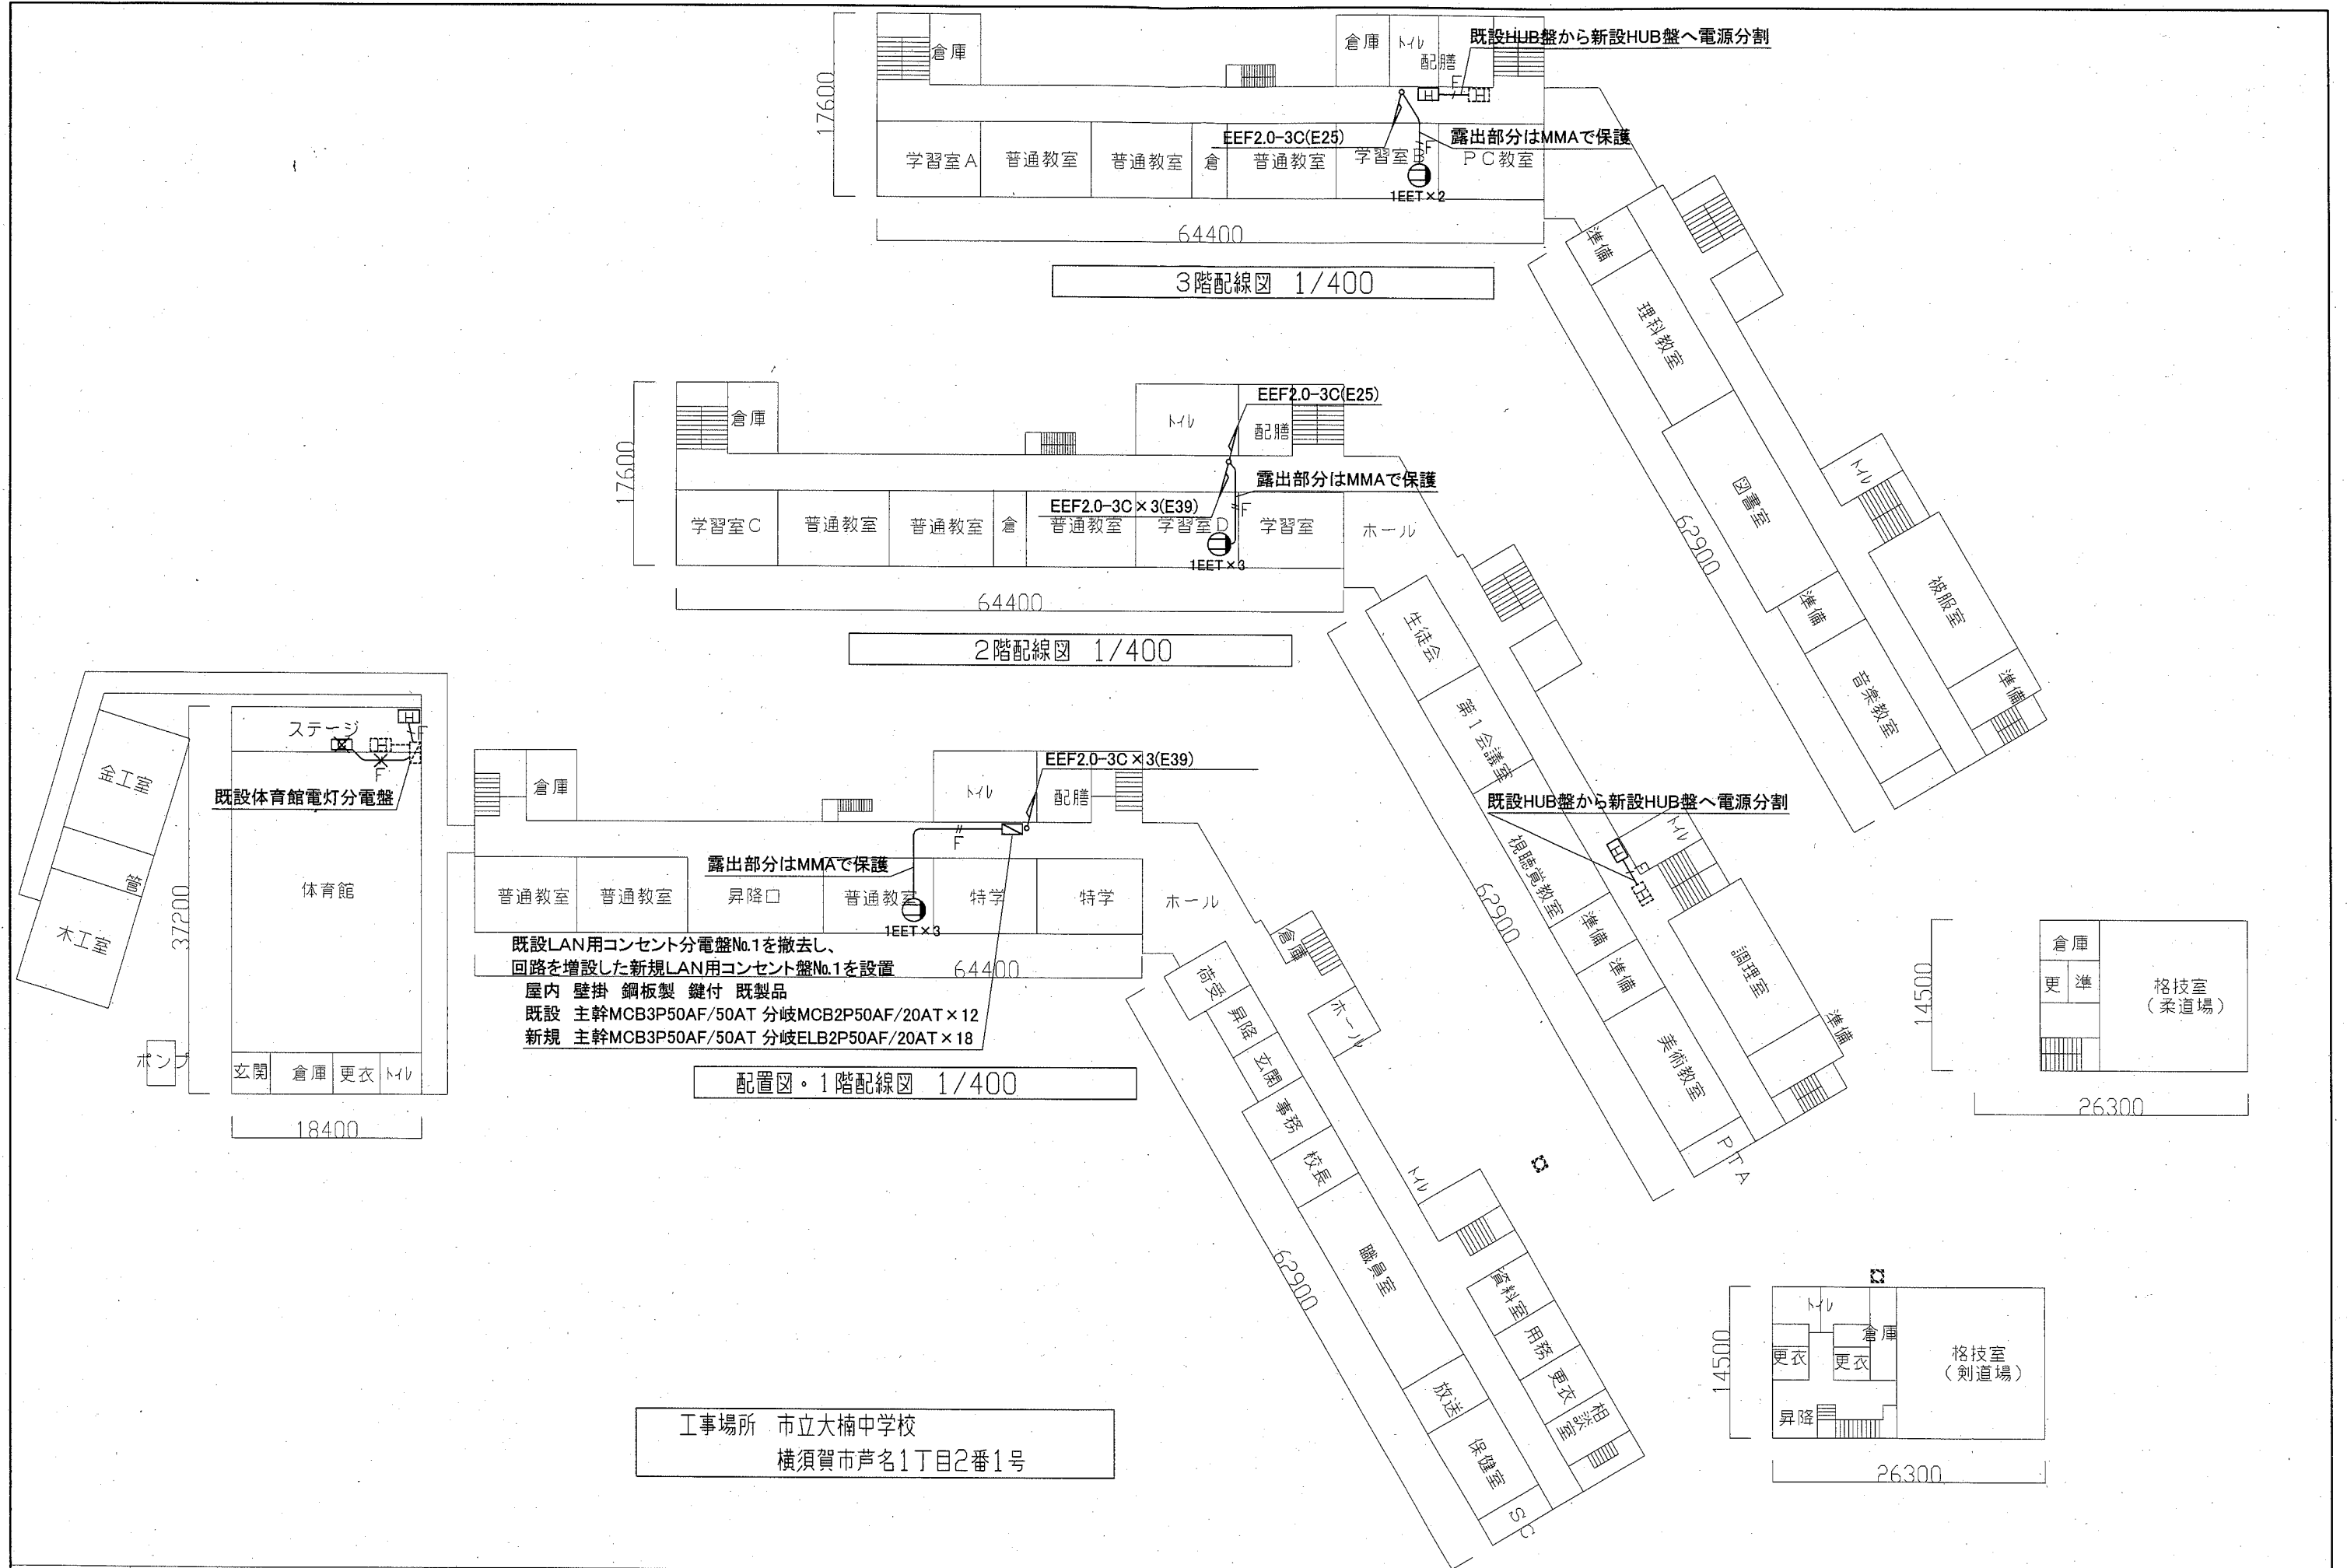 倉庫
倉庫
トイレ
配膳
既設HUB盤から新設HUB盤へ電源分割
H
F
H
17600
EEF2.0-3C(E25)
露出部分はMMAで保護
学習室A
普通教室
普通教室
倉
普通教室
学習室B
F
PC教室
1EET×2
64400
3階配線図 1/400
準備
理科教室
図書室
準備
音楽教室
トイレ
被服室
準備
62900
EEF2.0-3C(E25)
倉庫
トイレ
配膳
17600
露出部分はMMAで保護
EEF2.0-3C×3(E39)
F
学習室C
普通教室
普通教室
倉
普通教室
学習室D
学習室
ホール
1EET×3
64400
2階配線図 1/400
生徒会
第1会議室
視聴覚教室
準備
準備
美術教室
PTA
既設HUB盤から新設HUB盤へ電源分割
トイレ
H
F
H
調理室
準備
62900
ステージ
H
F
H
F
既設体育館電灯分電盤
金工室
管
木工室
37200
体育館
ポンプ
玄関
倉庫
更衣
トイレ
18400
倉庫
トイレ
配膳
EEF2.0-3C×3(E39)
F
露出部分はMMAで保護
普通教室
普通教室
昇降口
普通教室
特学
特学
ホール
1EET×3
既設LAN用コンセント分電盤№1を撤去し、
回路を増設した新規LAN用コンセント盤№1を設置
64400
屋内 壁掛 鋼板製 鍵付 既製品
既設 主幹MCB3P50AF/50AT 分岐MCB2P50AF/20AT×12
新規 主幹MCB3P50AF/50AT 分岐ELB2P50AF/20AT×18
配置図・1階配線図 1/400
倉庫
ホール
荷受
昇降
玄関
事務
校長
職員室
放送
保健室
SC
トイレ
資料室
用務
更衣
相談室
62900
倉庫
更
準
格技室
(柔道場)
14500
26300
トイレ
倉庫
更衣
更衣
格技室
(剣道場)
昇降
14500
26300
工事場所 市立大楠中学校
横須賀市芦名1丁目2番1号